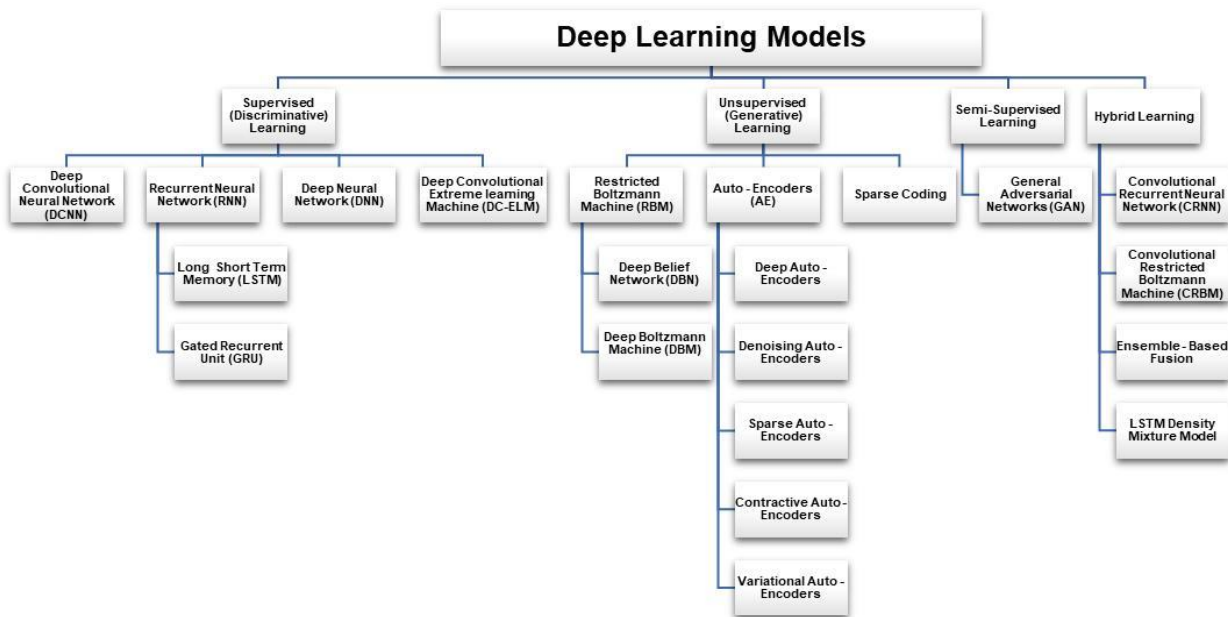 Deep Learning Models
Supervised
(Discriminative)
Learning
Unsupervised
(Generative)
Learning
Semi-Supervised
Learning
Hybrid Learning
Deep
Convolutional
Neural Network
(DCNN)
Recurrent Neural
Network (RNN)
Deep Neural
Network (DNN)
Deep Convolutional
Extreme learning
Machine (DC-ELM)
Restricted
Boltzmann
Machine (RBM)
Auto - Encoders
(AE)
Sparse Coding
General
Adversarial
Networks (GAN)
Convolutional
Recurrent Neural
Network (CRNN)
Long Short Term
Memory (LSTM)
Deep Belief
Network (DBN)
Deep Auto -
Encoders
Convolutional
Restricted
Boltzmann
Machine (CRBM)
Gated Recurrent
Unit (GRU)
Deep Boltzmann
Machine (DBM)
Denoising Auto -
Encoders
Ensemble - Based
Fusion
Sparse Auto -
Encoders
LSTM Density
Mixture Model
Contractive Auto -
Encoders
Variational Auto -
Encoders